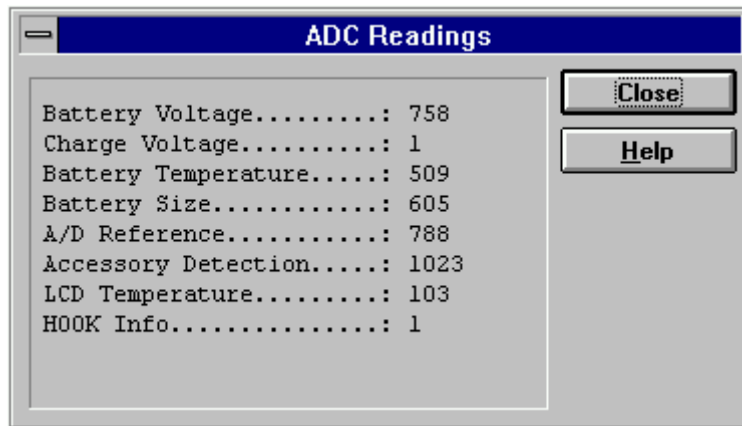 ADC Readings
Battery Voltage.........: 758
Charge Voltage..........: 1
Battery Temperature.....: 509
Battery Size............: 605
A/D Reference...........: 788
Accessory Detection.....: 1023
LCD Temperature.........: 103
HOOK Info...............: 1
Close
Help